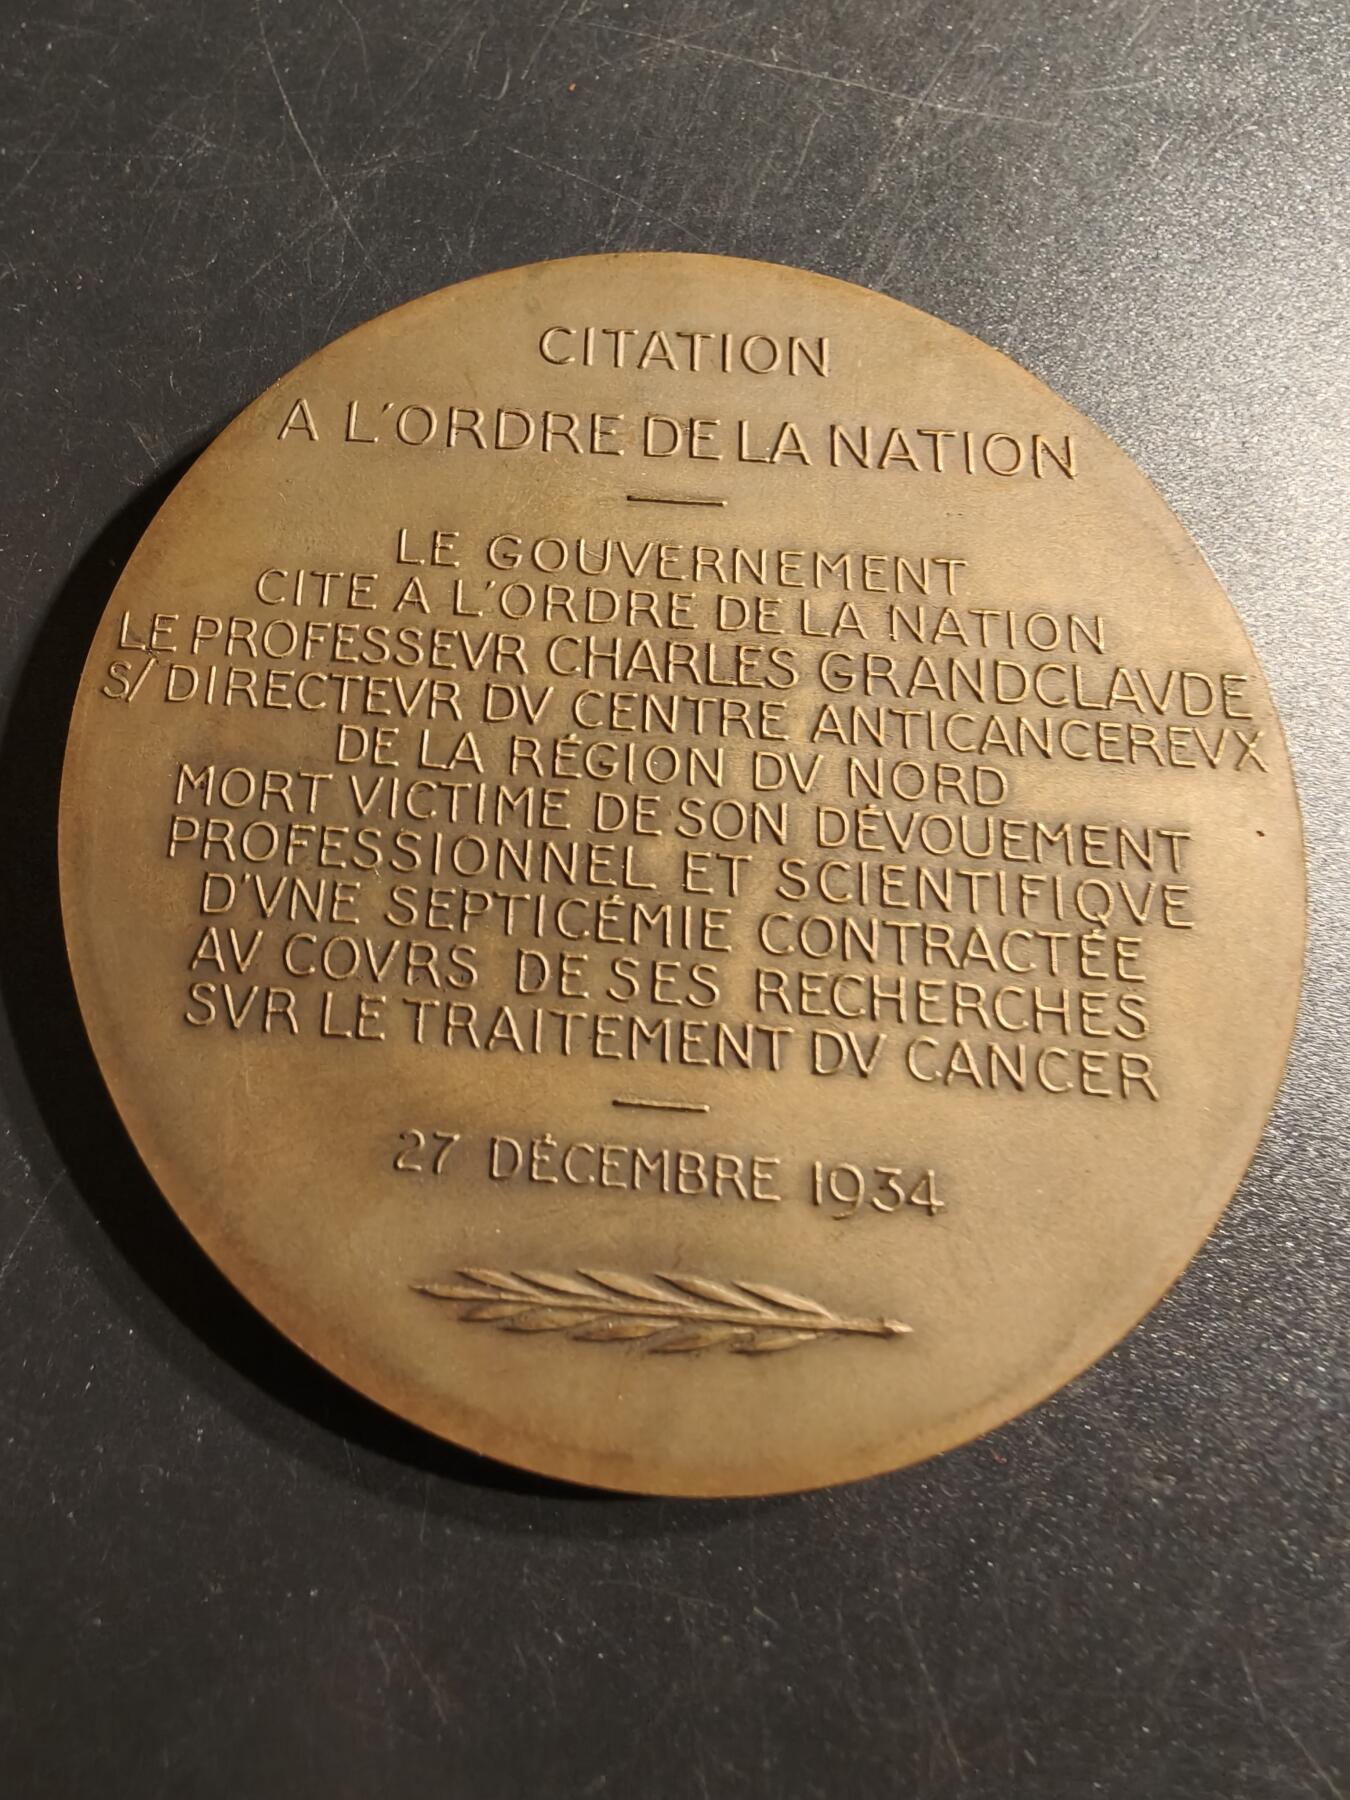 CITATION
A L'ORDRE DE LA NATION
LE GOUVERNEMENT
CITE A L'ORDRE DE LA NATION
LE PROFESSEVR CHARLES GRANDCLAVDE
S/DIRECTEVR DV CENTRE ANTICANCEREVX
DE LA RÉGION DV NORD
MORT VICTIME DE SON DÉVOUEMENT
PROFESSIONNEL ET SCIENTIFIQVE
D'VNE SEPTICÉMIE CONTRACTÉE
AV COVRS DE SES RECHERCHES
SVR LE TRAITEMENT DV CANCER
27 DÉCEMBRE 1934